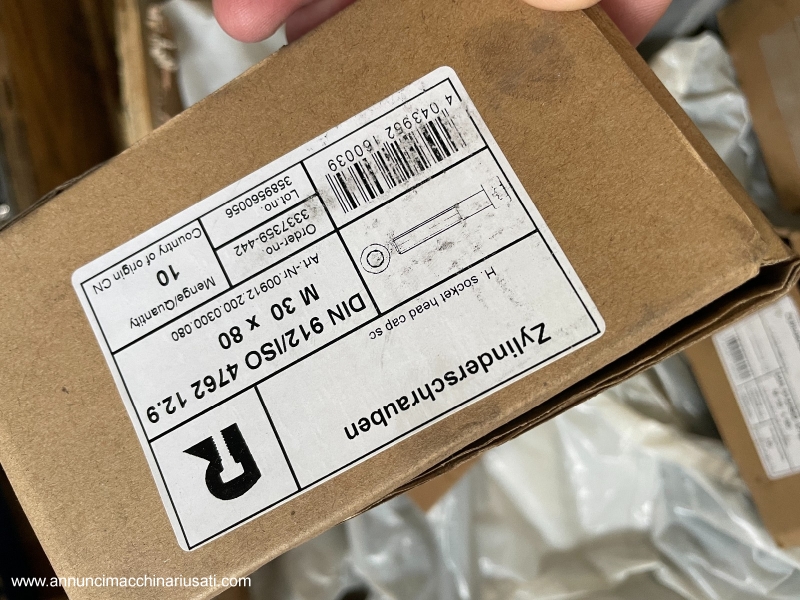 Zylinderschrauben
H. socket head cap sc
DIN 912/ISO 4762 12.9
M 30 x 80
Art.-Nr.00912.200.0300.080
Menge/Quantity
10
Country of origin CN
Order-no.
3337359-442
Lot.no.
3589560056
4 043952 160039
www.annuncimacchinariusati.com